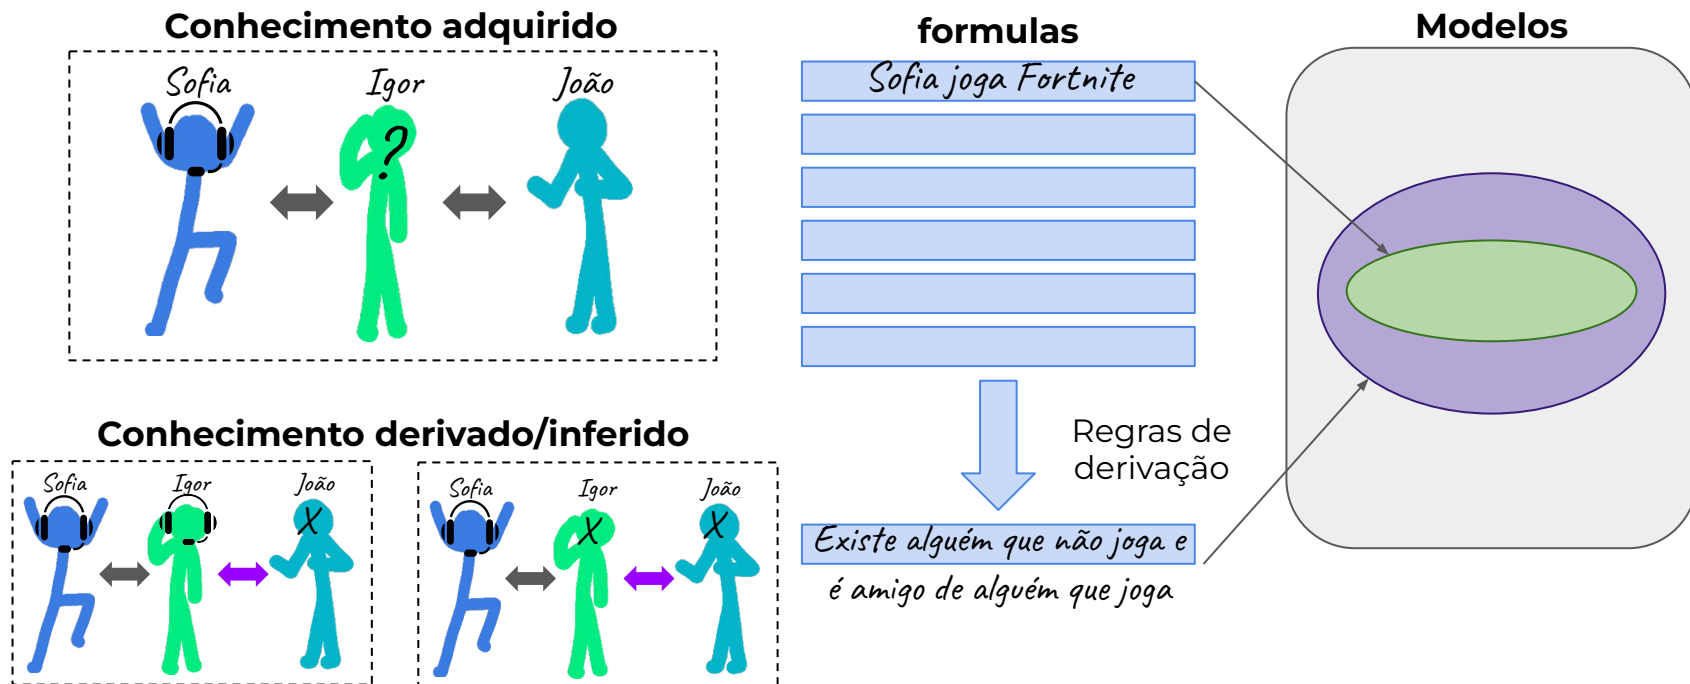 Conhecimento adquirido
Sofia
Igor
João
?
formulas
Sofia joga Fortnite
Modelos
Regras de
derivação
Existe alguém que não joga e
é amigo de alguém que joga
Conhecimento derivado/inferido
Sofia
Igor
João
X
Sofia
Igor
João
X
X